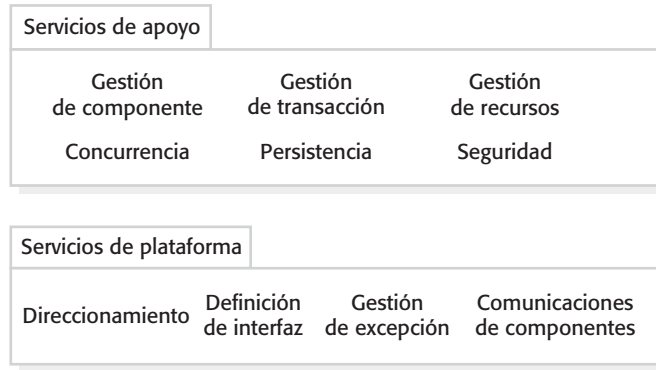 Servicios de apoyo
Gestión Gestión Gestión
de componente de transacción de recursos
Concurrencia Persistencia Seguridad
Servicios de plataforma
Direccionamiento Definición Gestión Comunicaciones
de interfaz de excepción de componentes